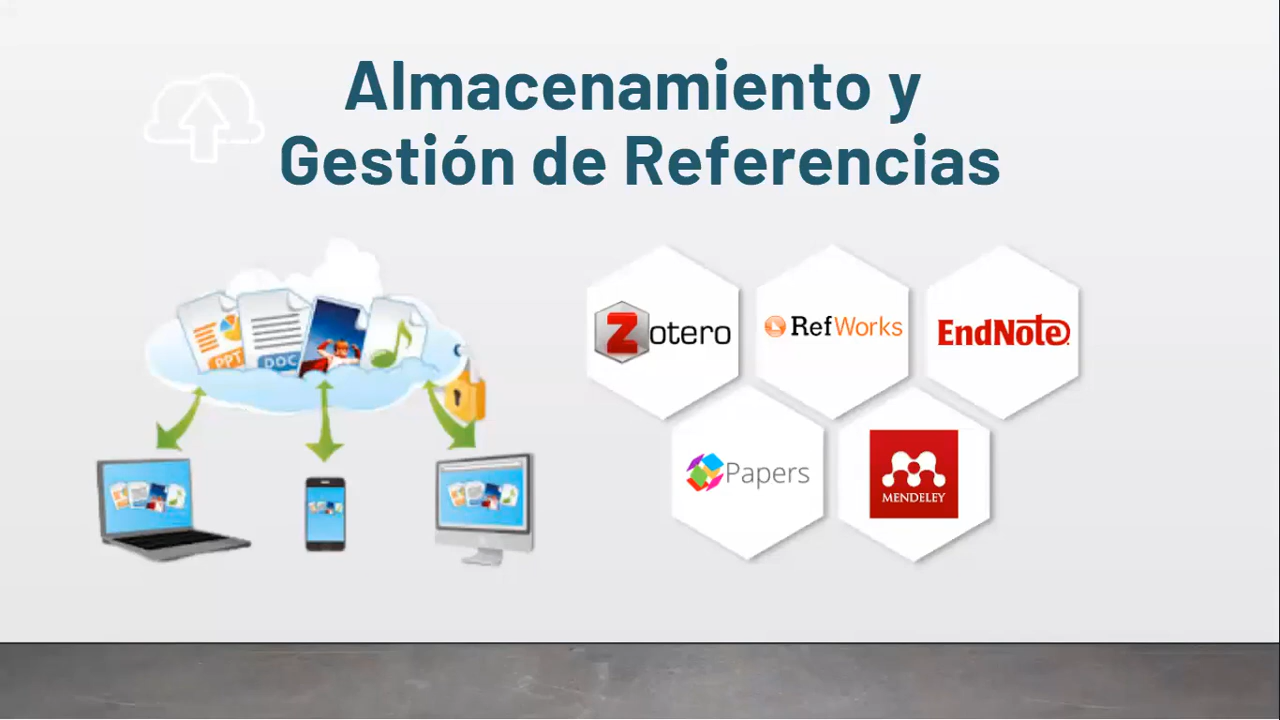 Almacenamiento y
Gestión de Referencias
PPT
DOC
Zotero
RefWorks
EndNote
Papers
MENDELEY